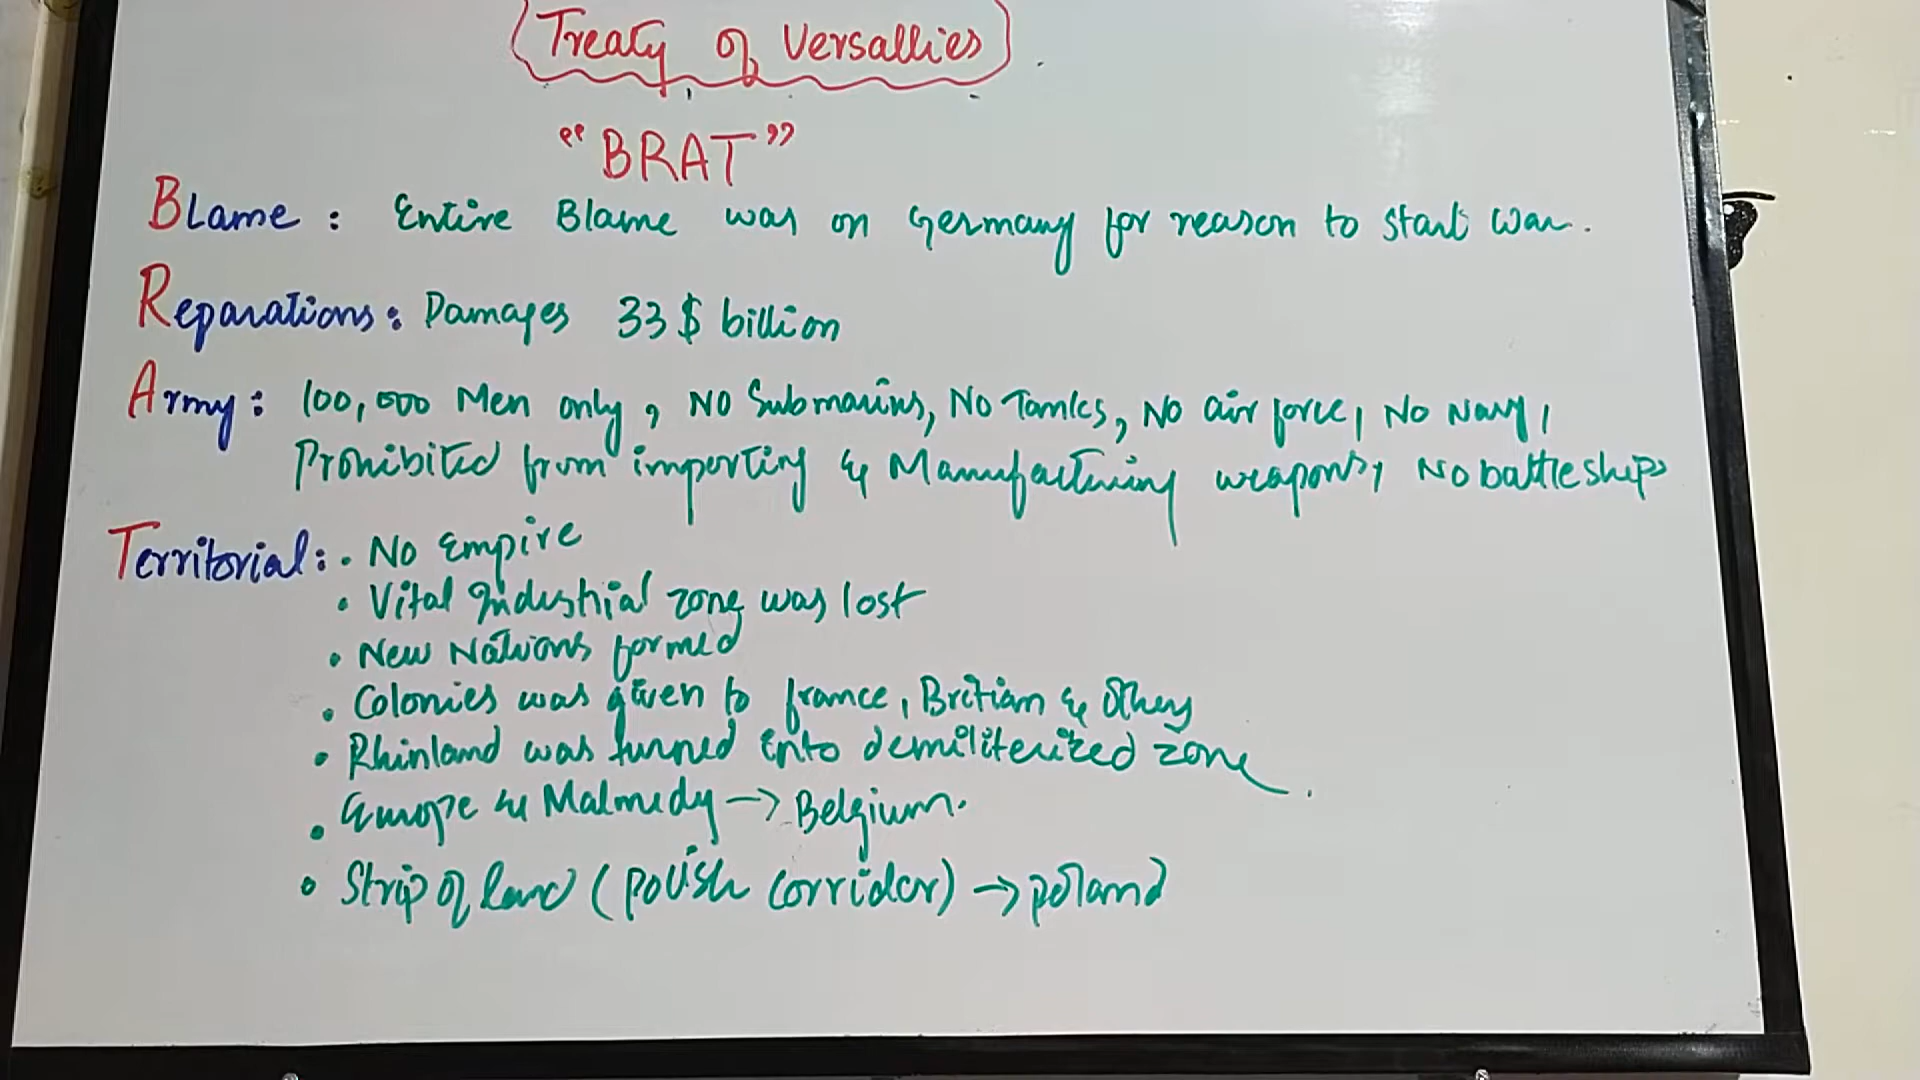 Treaty of Versallies
"BRAT"
Blame : Entire Blame was on Germany for reason to start war.
Reparations : Damages 33 $ billion
Army : 100,000 Men only, No Submarins, No Tanks, No air force, No Navy,
Prohibited from importing & Manufacturing weapons, No battleships
Territorial : • No Empire
• Vital industrial zone was lost
• New Nations formed
• Colonies was given to france, Britian & others
• Rhinland was turned into demiliterized zone.
• Europe & Malmedy → Belgium.
• Strip of land (polish corridor) → poland